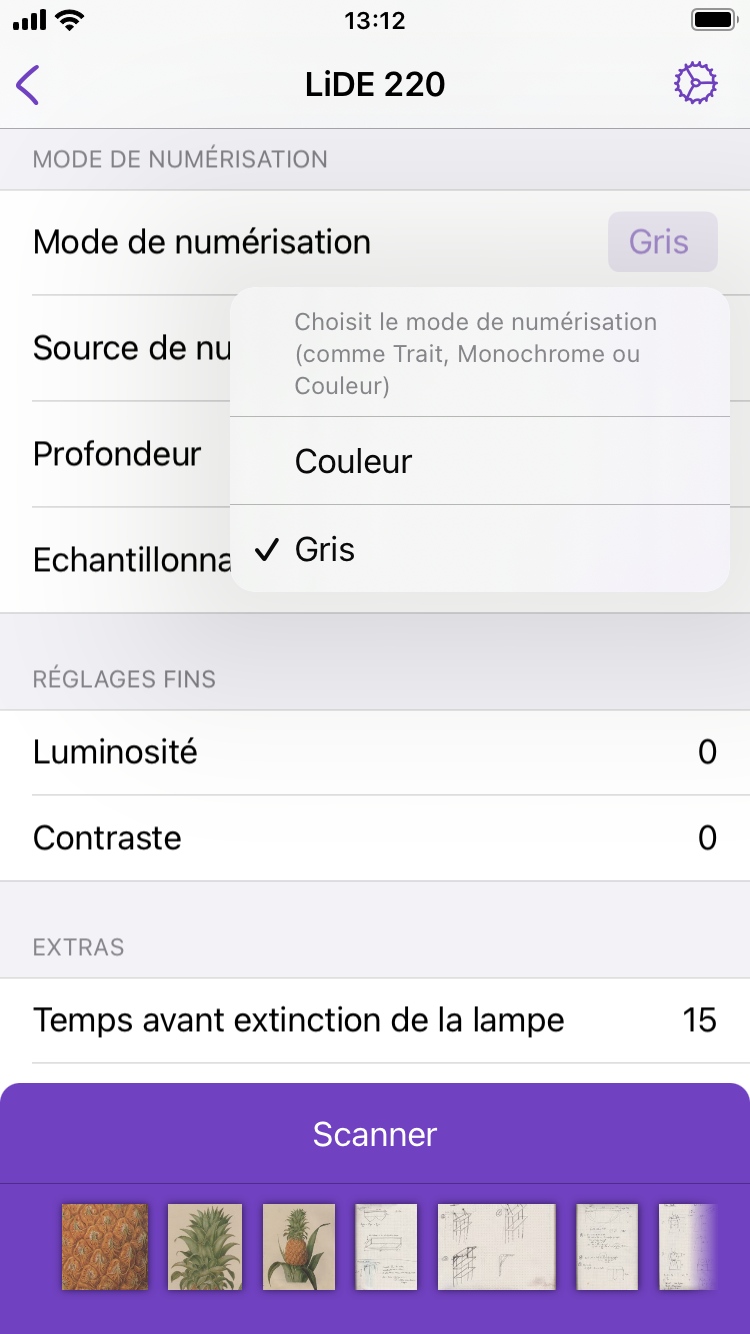 13:12
LiDE 220
MODE DE NUMÉRISATION
Mode de numérisation Gris
Source de nu
Choisit le mode de numérisation
(comme Trait, Monochrome ou
Couleur)
Profondeur
Couleur
Echantillonna
Gris
RÉGLAGES FINS
Luminosité 0
Contraste 0
EXTRAS
Temps avant extinction de la lampe 15
Scanner